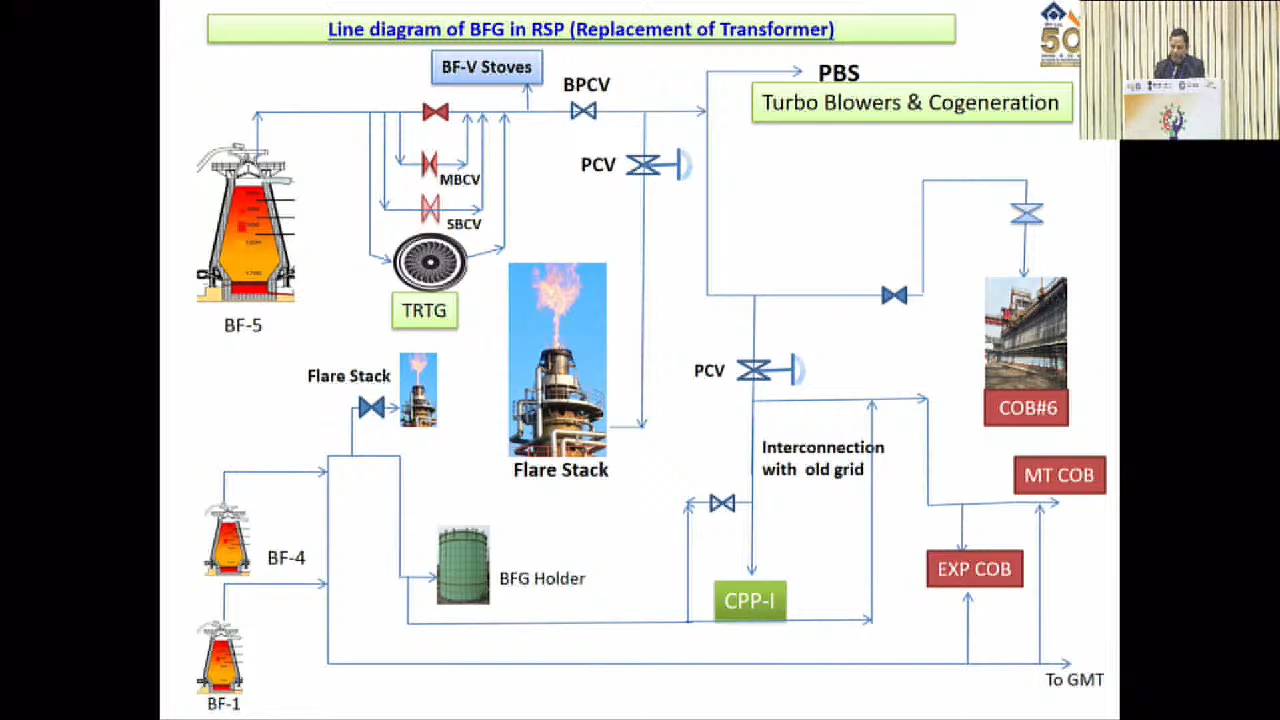 Line diagram of BFG in RSP (Replacement of Transformer)
50
BF-V Stoves
BPCV
PBS
Turbo Blowers & Cogeneration
PCV
MBCV
SBCV
TRTG
BF-5
Flare Stack
PCV
COB#6
Flare Stack
Interconnection
with old grid
MT COB
BF-4
BFG Holder
EXP COB
CPP-I
BF-1
To GMT